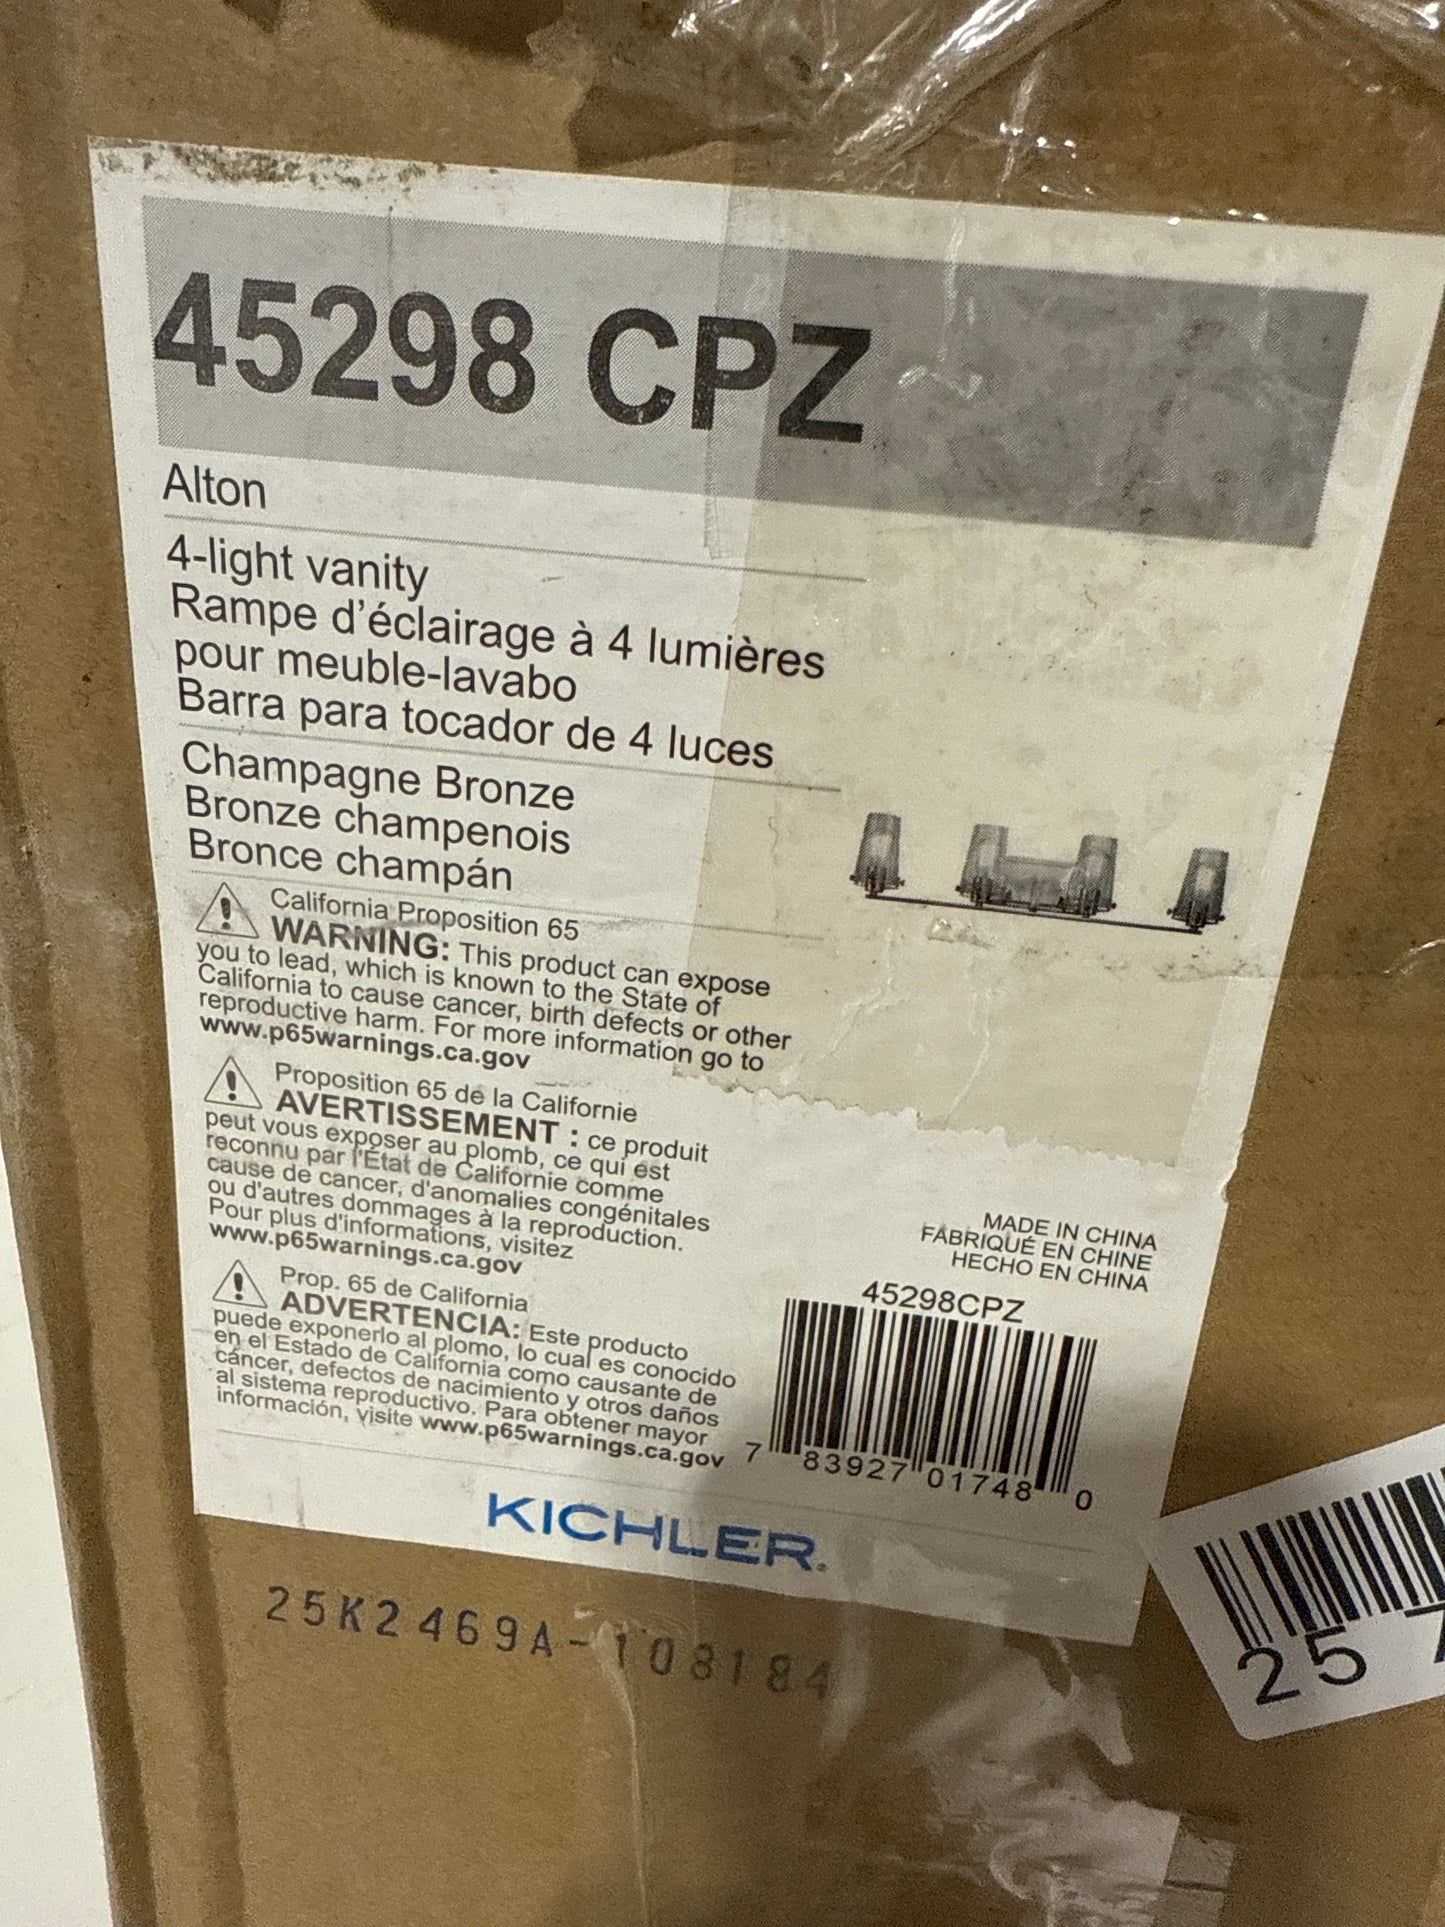 45298 CPZ
Alton
4-light vanity
Rampe d'éclairage à 4 lumières
pour meuble-lavabo
Barra para tocador de 4 luces
Champagne Bronze
Bronze champenois
Bronce champán
California Proposition 65
WARNING: This product can expose
you to lead, which is known to the State of
California to cause cancer, birth defects or other
reproductive harm. For more information go to
www.p65warnings.ca.gov
Proposition 65 de la Californie
AVERTISSEMENT : ce produit
peut vous exposer au plomb, ce qui est
reconnu par l'État de Californie comme
cause de cancer, d'anomalies congénitales
ou d'autres dommages à la reproduction.
Pour plus d'informations, visitez
www.p65warnings.ca.gov
Prop. 65 de California
ADVERTENCIA: Este producto
puede exponerlo al plomo, lo cual es conocido
en el Estado de California como causante de
cáncer, defectos de nacimiento y otros daños
al sistema reproductivo. Para obtener mayor
información, visite www.p65warnings.ca.gov
MADE IN CHINA
FABRIQUÉ EN CHINE
HECHO EN CHINA
45298CPZ
7 83927 01748 0
KICHLER®
25K2469A-108184
25